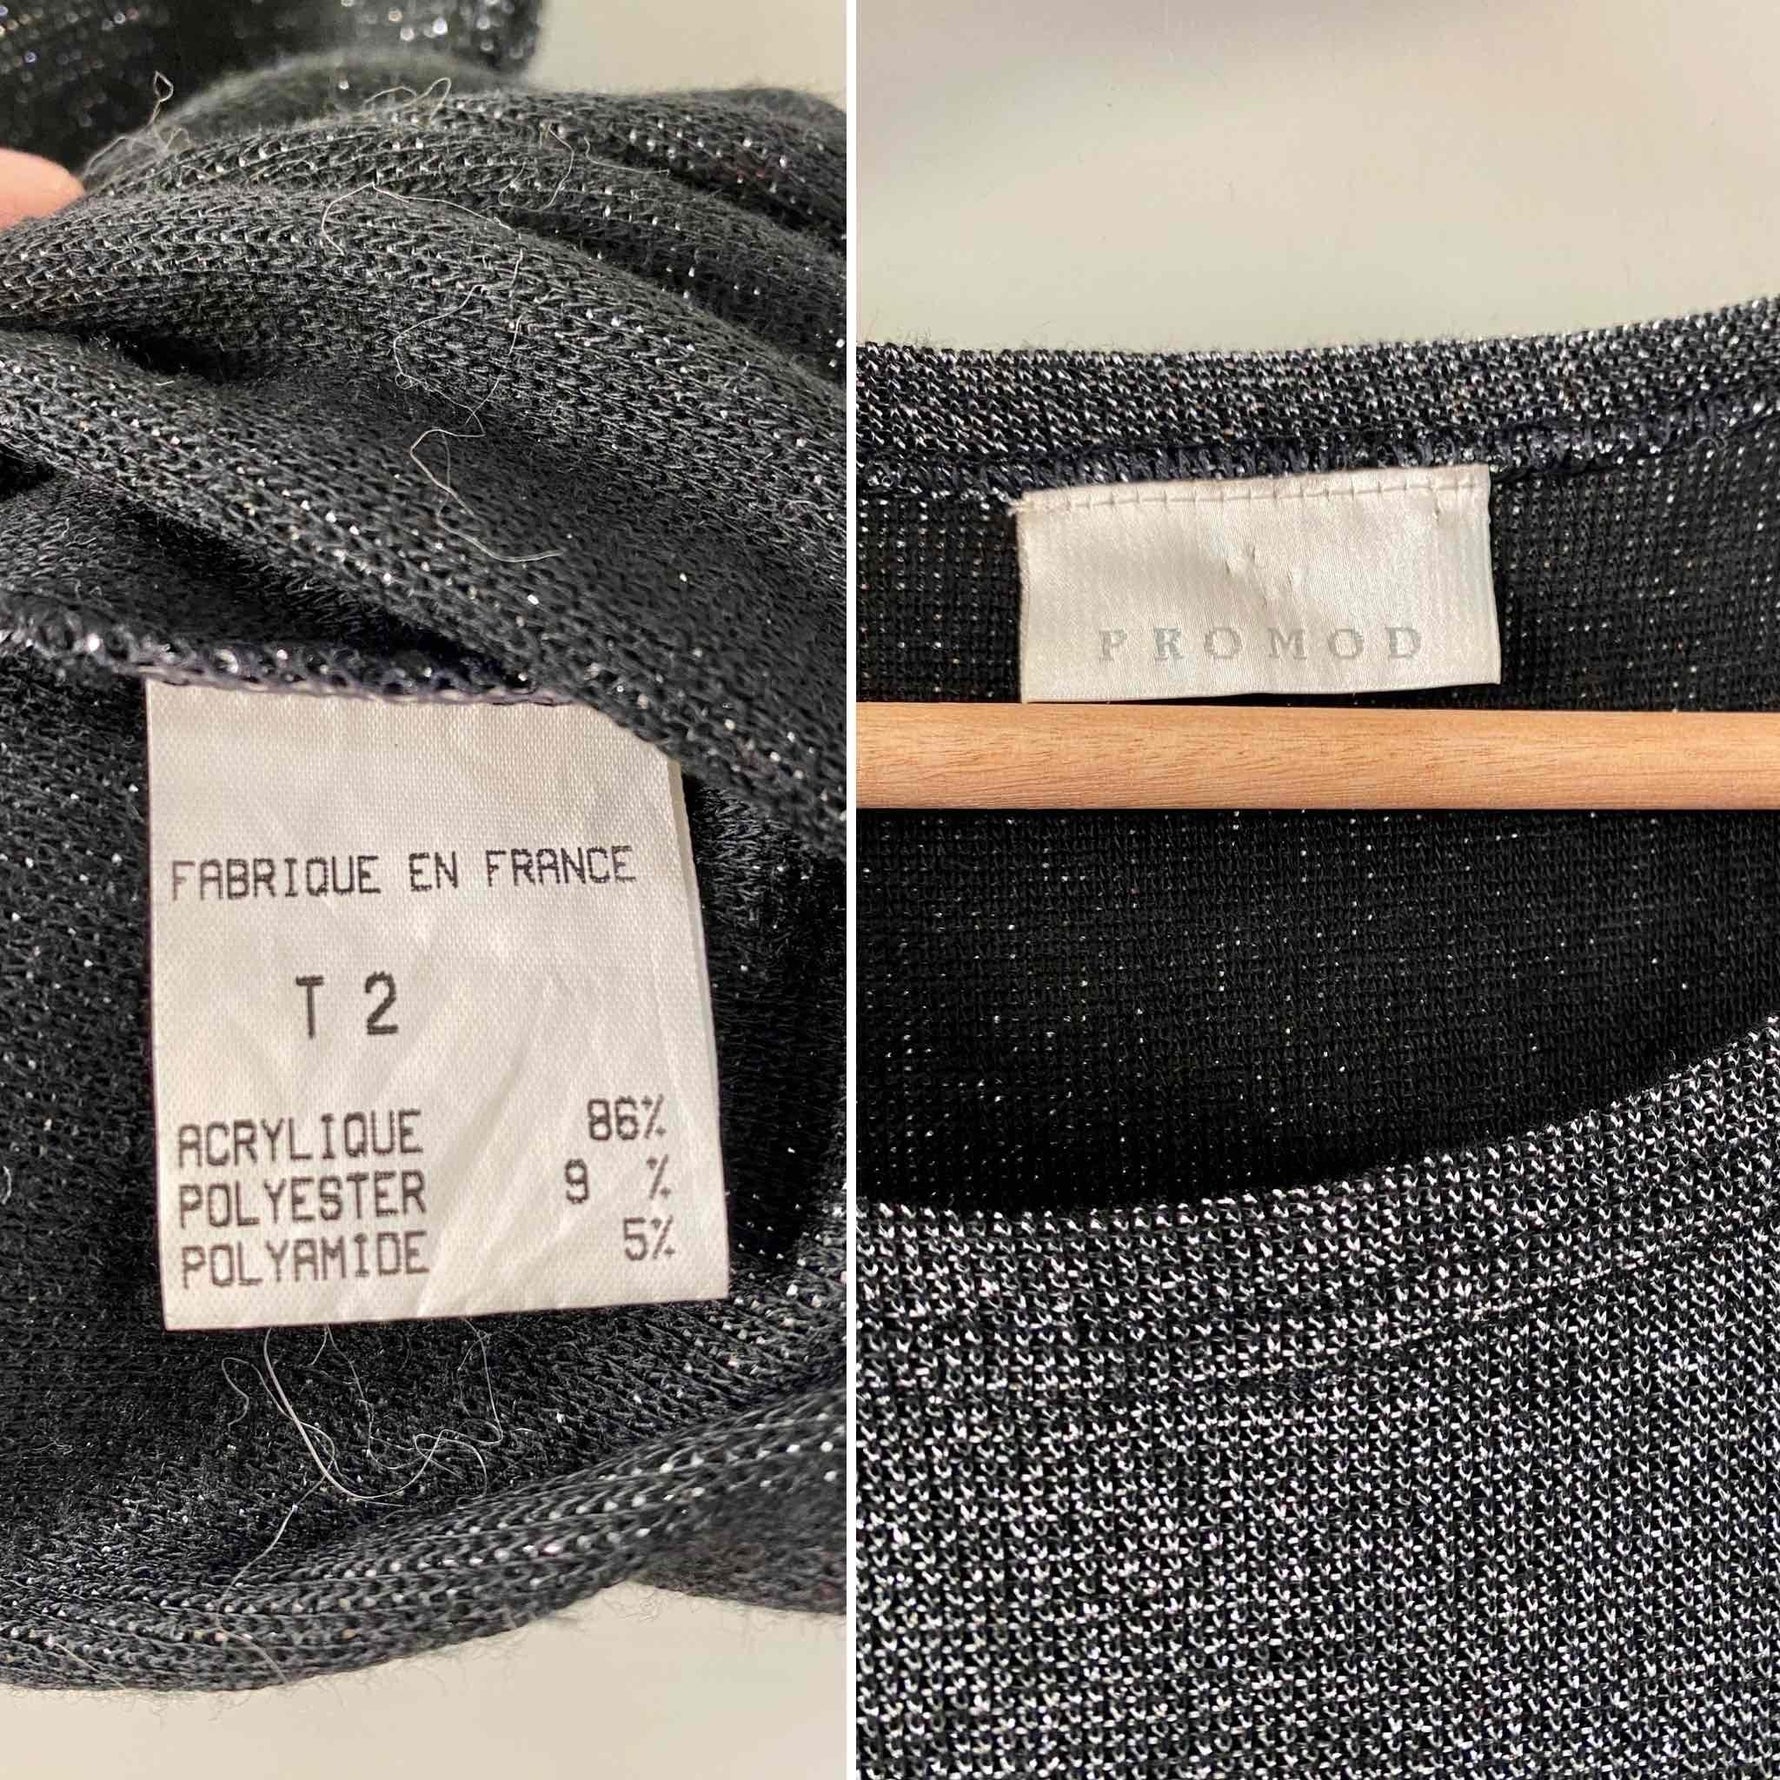 FABRIQUE EN FRANCE
T 2
ACRYLIQUE 86%
POLYESTER 9 %
POLYAMIDE 5%
PROMOD